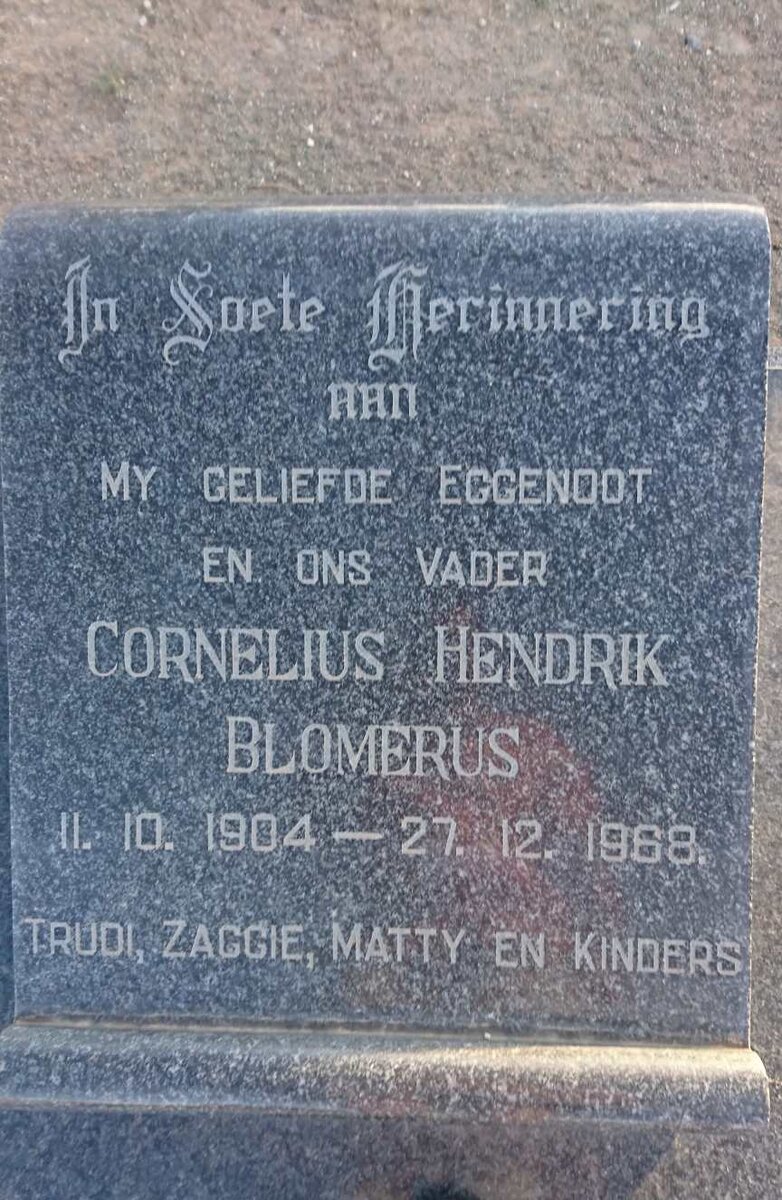 In Soete Herinnering
aan
MY GELIEFDE EGGENOOT
EN ONS VADER
CORNELIUS HENDRIK
BLOMERUS
11. 10. 1904 — 27. 12. 1968.
TRUDI, ZAGGIE, MATTY EN KINDERS